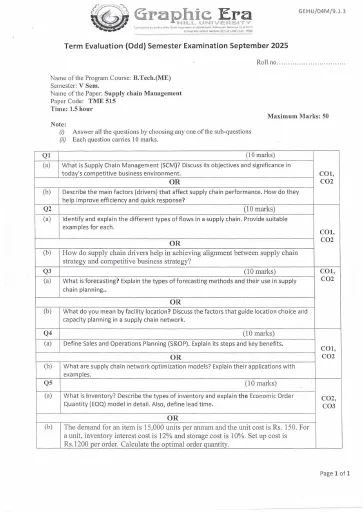 GEHU/04M/9.1.1
Graphic Era
HILL UNIVERSITY
Term Evaluation (Odd) Semester Examination September 2025
Roll no..............................
Name of the Program Course: B.Tech.(ME)
Semester: V Sem.
Name of the Paper: Supply chain Management
Paper Code: TME 515
Time: 1.5 hour
Maximum Marks: 50
Note:
(i) Answer all the questions by choosing any one of the sub-questions
(ii) Each question carries 10 marks.
Q1 (10 marks)
(a) What is Supply Chain Management (SCM)? Discuss its objectives and significance in
today's competitive business environment.
CO1,
CO2
OR
(b) Describe the main factors (drivers) that affect supply chain performance. How do they
help improve efficiency and quick response?
Q2 (10 marks)
(a) Identify and explain the different types of flows in a supply chain. Provide suitable
examples for each.
CO1,
CO2
OR
(b) How do supply chain drivers help in achieving alignment between supply chain
strategy and competitive business strategy?
Q3 (10 marks) CO1,
CO2
(a) What is forecasting? Explain the types of forecasting methods and their use in supply
chain planning..
OR
(b) What do you mean by facility location? Discuss the factors that guide location choice and
capacity planning in a supply chain network.
Q4 (10 marks)
(a) Define Sales and Operations Planning (S&OP). Explain its steps and key benefits.
CO1,
CO2
OR
(b) What are supply chain network optimization models? Explain their applications with
examples.
Q5 (10 marks)
(a) What is Inventory? Describe the types of inventory and explain the Economic Order
Quantity (EOQ) model in detail. Also, define lead time.
CO2,
CO3
OR
(b) The demand for an item is 15,000 units per annum and the unit cost is Rs. 150. For
a unit, inventory interest cost is 12% and storage cost is 10%. Set up cost is
Rs.1200 per order. Calculate the optimal order quantity.
Page 1 of 1